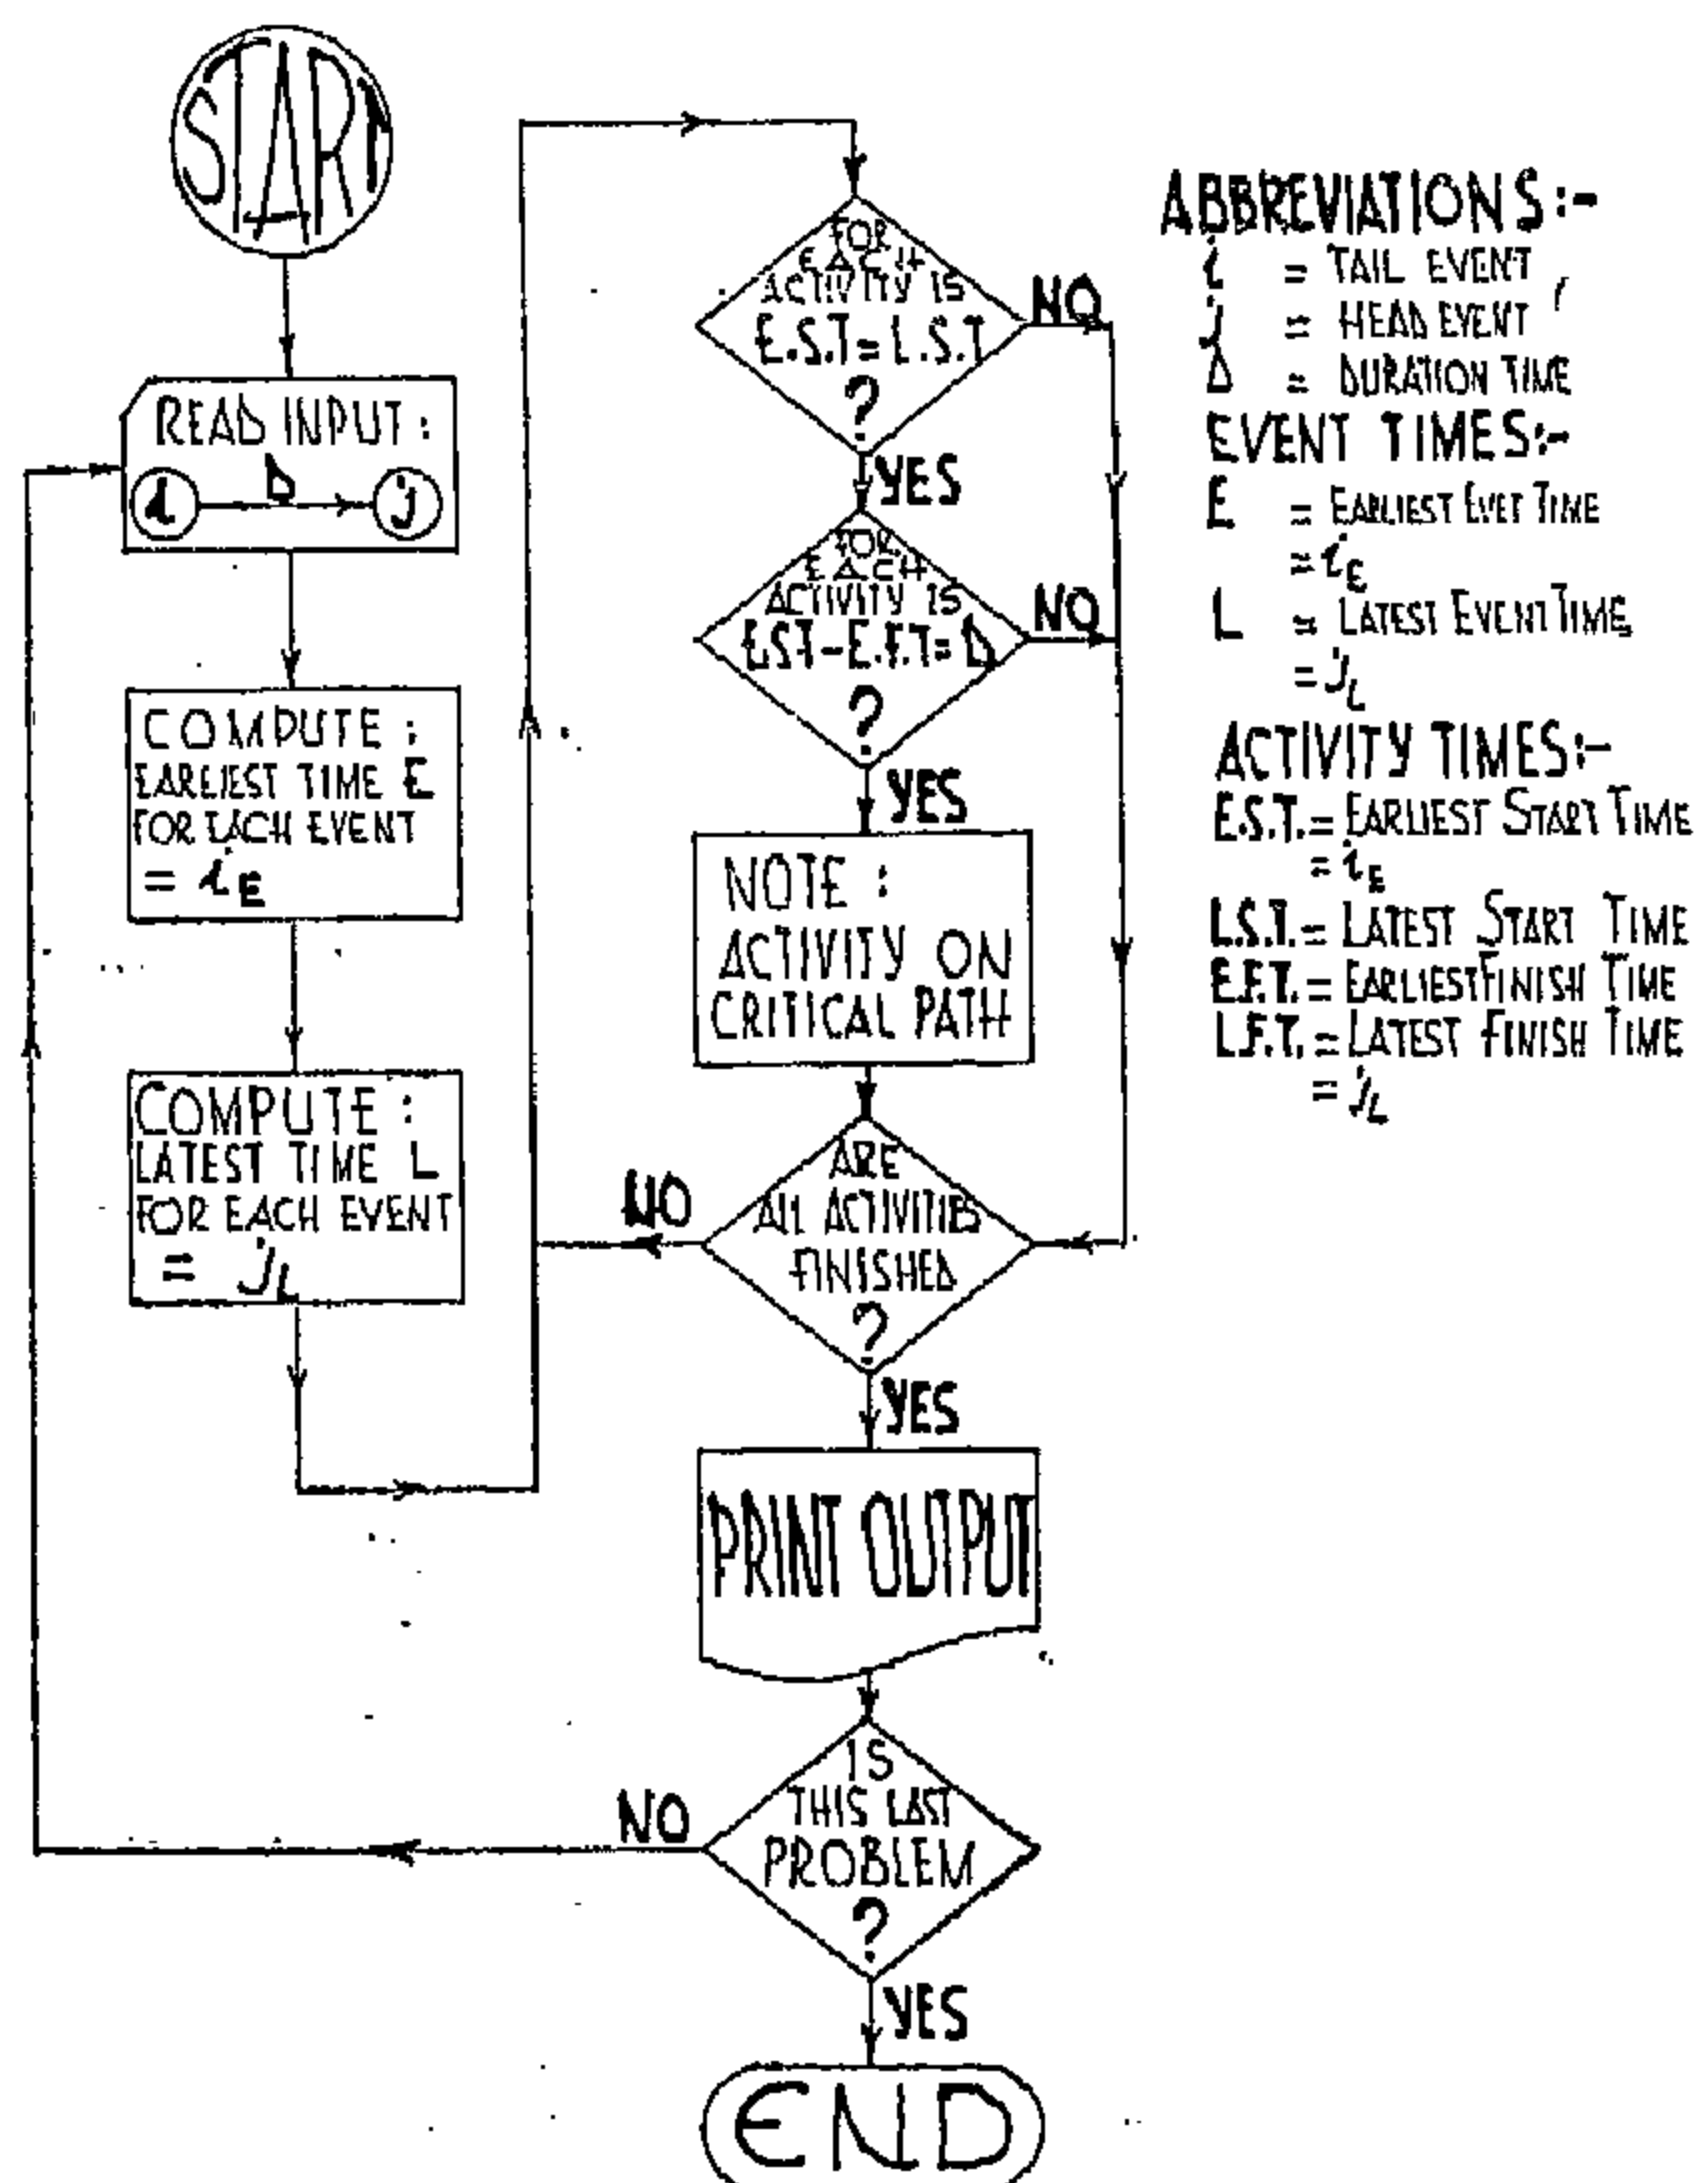 START
READ INPUT :
i D j
COMPUTE :
EARLIEST TIME E
FOR EACH EVENT
= iE
COMPUTE :
LATEST TIME L
FOR EACH EVENT
= jL
FOR
EACH
ACTIVITY IS
E.S.T = L.S.T
?
NO
YES
FOR
EACH
ACTIVITY IS
E.S.T - E.F.T = D
?
NO
YES
NOTE :
ACTIVITY ON
CRITICAL PATH
ARE
ALL ACTIVITIES
FINISHED
?
NO
YES
PRINT OUTPUT
IS
THIS LAST
PROBLEM
?
NO
YES
END
ABBREVIATIONS :-
i = TAIL EVENT
j = HEAD EVENT
D = DURATION TIME
EVENT TIMES:-
E = EARLIEST EVET TIME
= iE
L = LATEST EVENT TIME
= jL
ACTIVITY TIMES:-
E.S.T. = EARLIEST START TIME
= iE
L.S.T. = LATEST START TIME
E.F.T. = EARLIEST FINISH TIME
L.F.T. = LATEST FINISH TIME
= jL